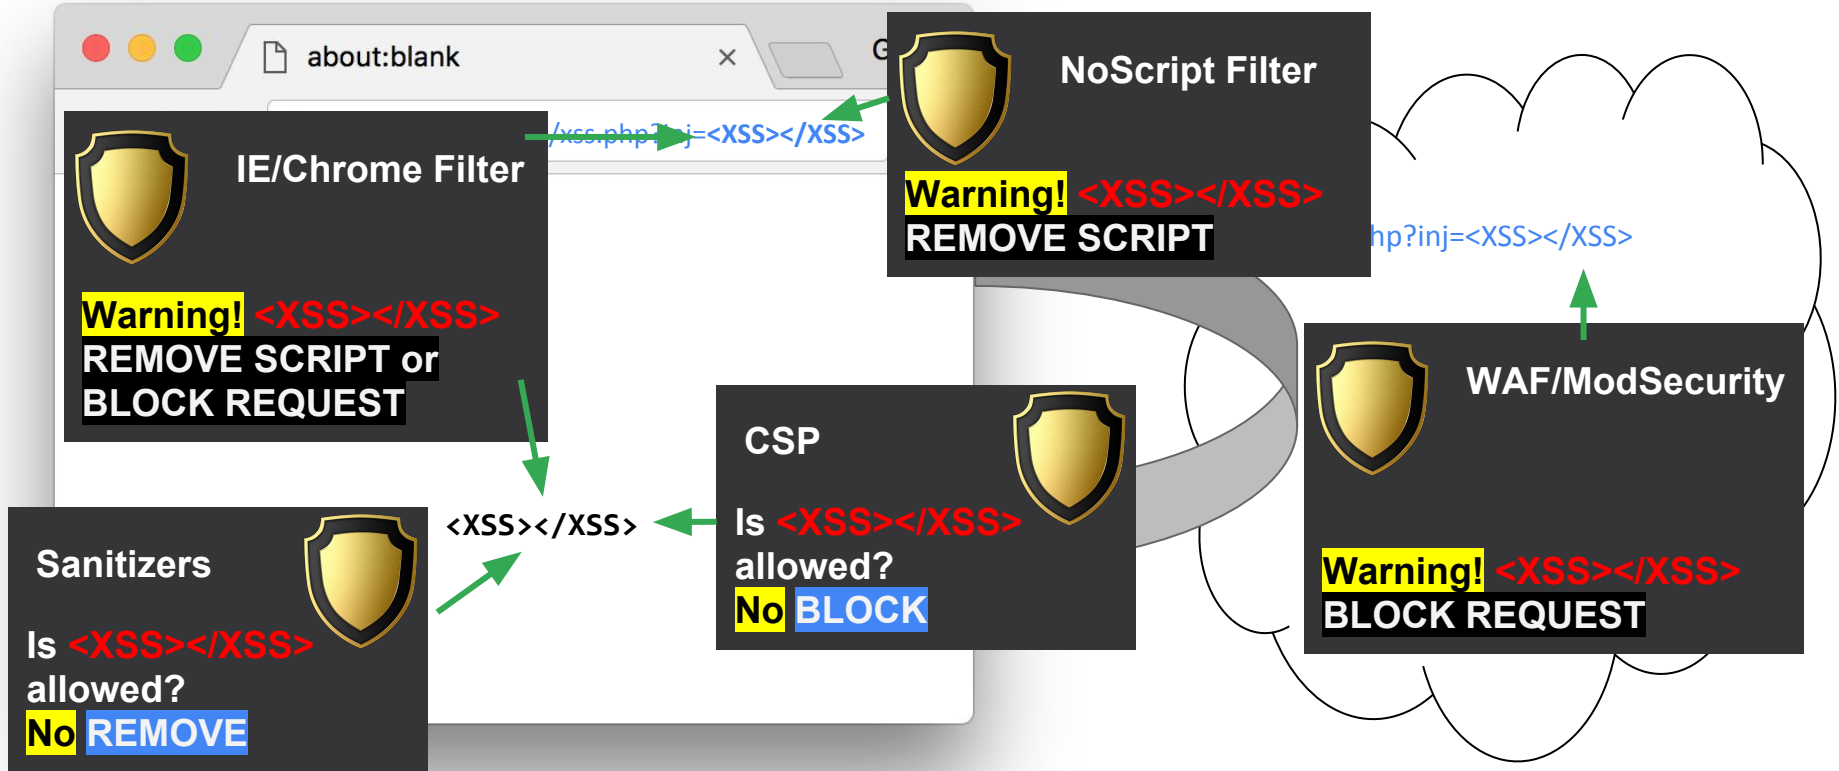 about:blank
G
NoScript Filter
/xss.php?inj=<XSS></XSS>
IE/Chrome Filter
Warning! <XSS></XSS>
REMOVE SCRIPT
hp?inj=<XSS></XSS>
Warning! <XSS></XSS>
REMOVE SCRIPT or
BLOCK REQUEST
WAF/ModSecurity
CSP
<XSS></XSS>
Is <XSS></XSS>
allowed?
No BLOCK
Sanitizers
Is <XSS></XSS>
allowed?
No REMOVE
Warning! <XSS></XSS>
BLOCK REQUEST